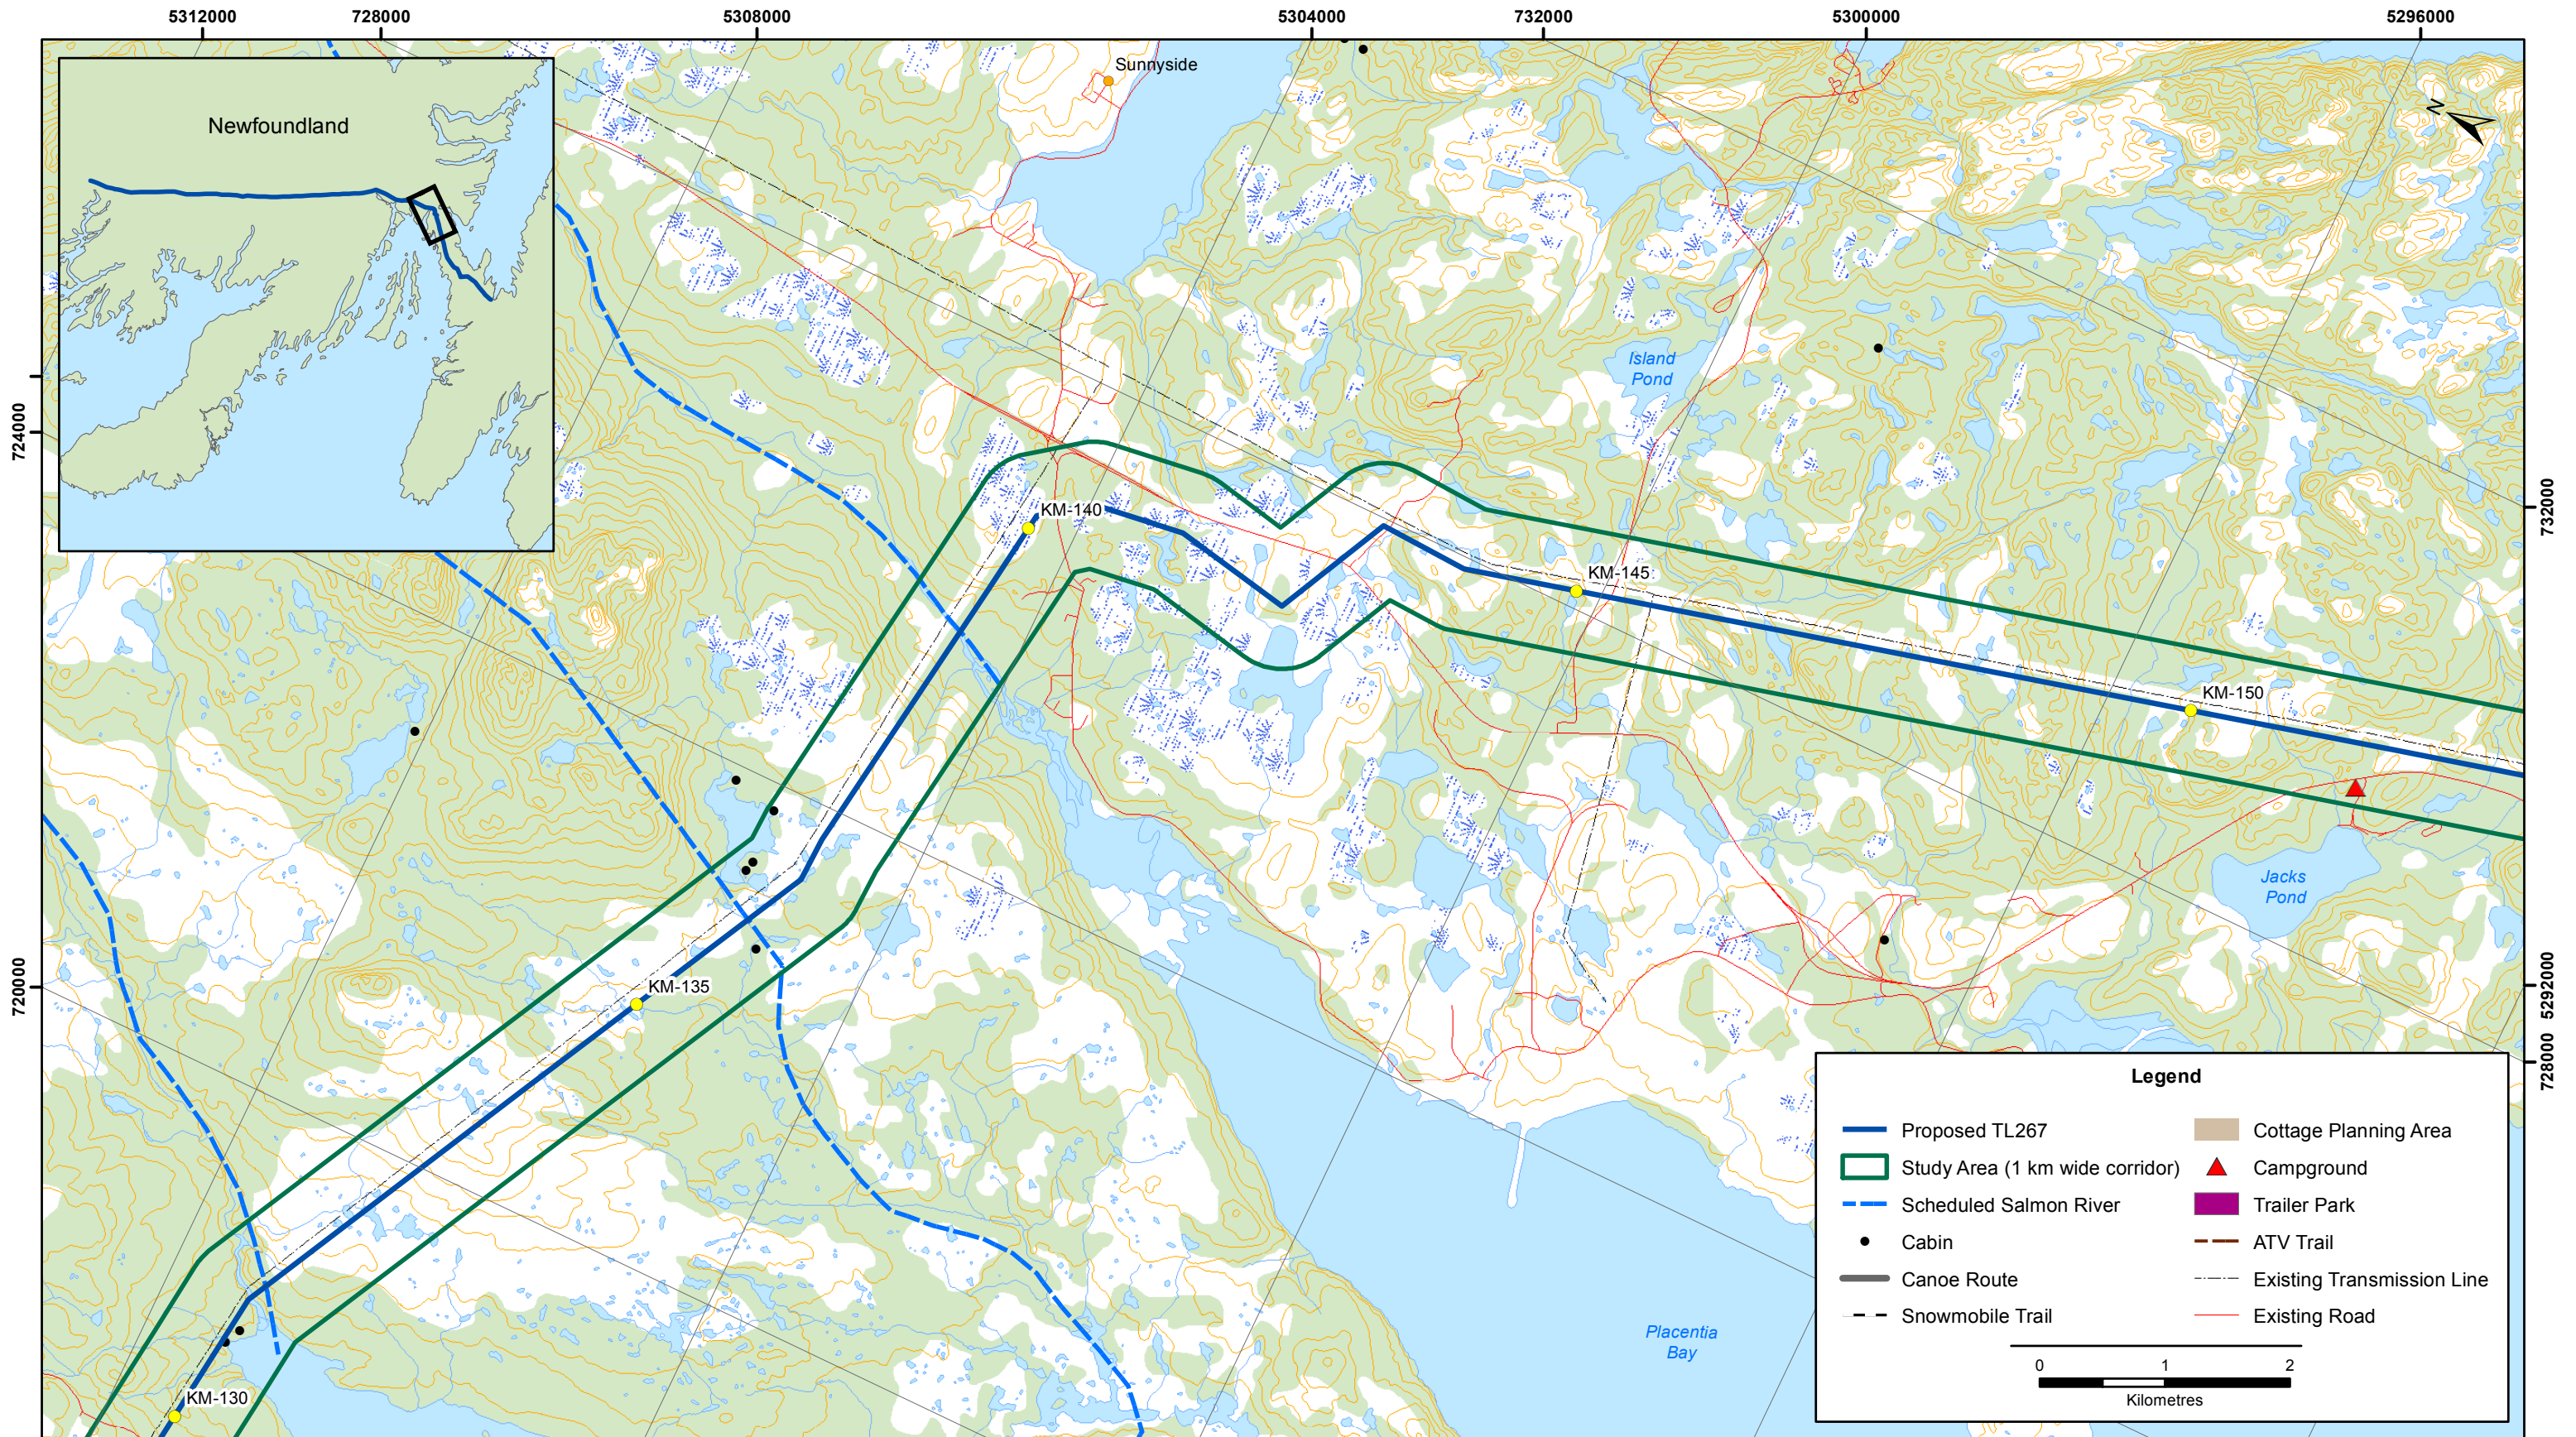 5312000
728000
5308000
5304000
732000
5300000
5296000
Newfoundland
Sunnyside
N
Island
Pond
724000
732000
KM-140
KM-145
KM-150
Jacks
Pond
720000
KM-135
5292000
728000
KM-130
Placentia
Bay
Legend
Proposed TL267
Study Area (1 km wide corridor)
Scheduled Salmon River
Cabin
Canoe Route
Snowmobile Trail
Cottage Planning Area
Campground
Trailer Park
ATV Trail
Existing Transmission Line
Existing Road
0 1 2
Kilometres